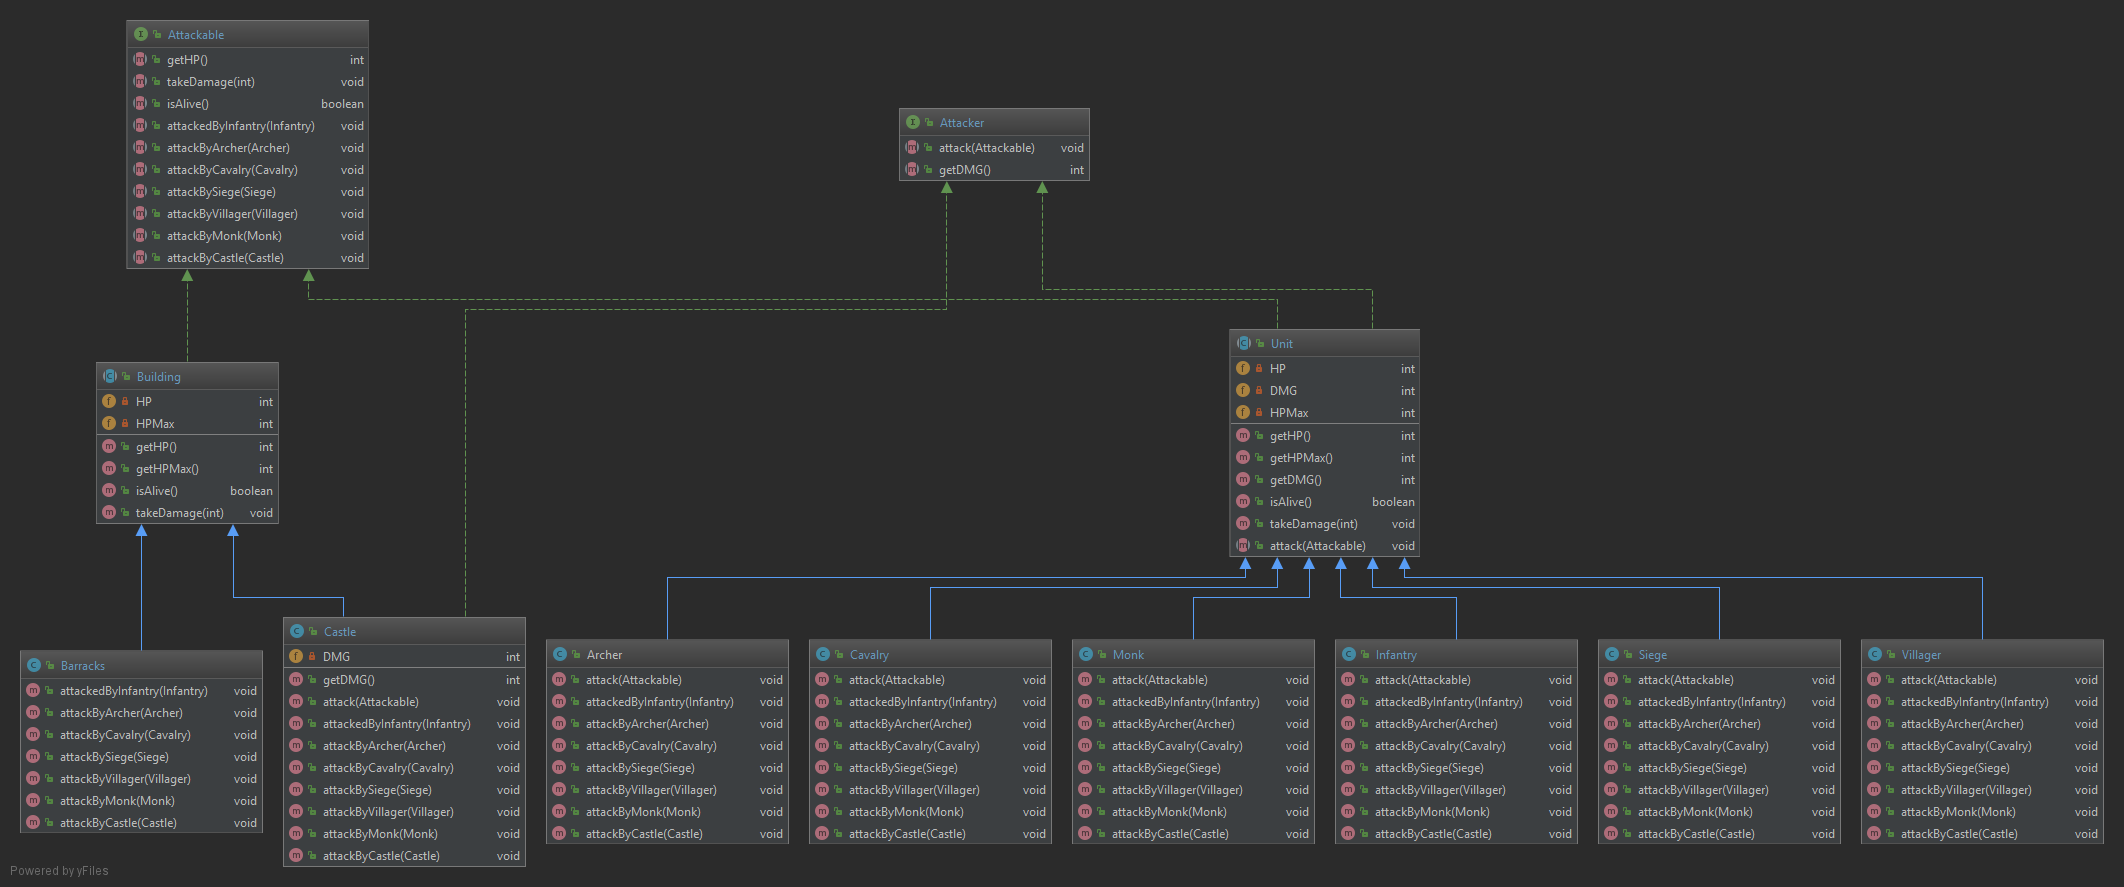 Attackable
getHP() int
takeDamage(int) void
isAlive() boolean
attackedByInfantry(Infantry) void
attackByArcher(Archer) void
attackByCavalry(Cavalry) void
attackBySiege(Siege) void
attackByVillager(Villager) void
attackByMonk(Monk) void
attackByCastle(Castle) void
Attacker
attack(Attackable) void
getDMG() int
Building
HP int
HPMax int
getHP() int
getHPMax() int
isAlive() boolean
takeDamage(int) void
Unit
HP int
DMG int
HPMax int
getHP() int
getHPMax() int
getDMG() int
isAlive() boolean
takeDamage(int) void
attack(Attackable) void
Barracks
attackedByInfantry(Infantry) void
attackByArcher(Archer) void
attackByCavalry(Cavalry) void
attackBySiege(Siege) void
attackByVillager(Villager) void
attackByMonk(Monk) void
attackByCastle(Castle) void
Castle
DMG int
getDMG() int
attack(Attackable) void
attackedByInfantry(Infantry) void
attackByArcher(Archer) void
attackByCavalry(Cavalry) void
attackBySiege(Siege) void
attackByVillager(Villager) void
attackByMonk(Monk) void
attackByCastle(Castle) void
Archer
attack(Attackable) void
attackedByInfantry(Infantry) void
attackByArcher(Archer) void
attackByCavalry(Cavalry) void
attackBySiege(Siege) void
attackByVillager(Villager) void
attackByMonk(Monk) void
attackByCastle(Castle) void
Cavalry
attack(Attackable) void
attackedByInfantry(Infantry) void
attackByArcher(Archer) void
attackByCavalry(Cavalry) void
attackBySiege(Siege) void
attackByVillager(Villager) void
attackByMonk(Monk) void
attackByCastle(Castle) void
Monk
attack(Attackable) void
attackedByInfantry(Infantry) void
attackByArcher(Archer) void
attackByCavalry(Cavalry) void
attackBySiege(Siege) void
attackByVillager(Villager) void
attackByMonk(Monk) void
attackByCastle(Castle) void
Infantry
attack(Attackable) void
attackedByInfantry(Infantry) void
attackByArcher(Archer) void
attackByCavalry(Cavalry) void
attackBySiege(Siege) void
attackByVillager(Villager) void
attackByMonk(Monk) void
attackByCastle(Castle) void
Siege
attack(Attackable) void
attackedByInfantry(Infantry) void
attackByArcher(Archer) void
attackByCavalry(Cavalry) void
attackBySiege(Siege) void
attackByVillager(Villager) void
attackByMonk(Monk) void
attackByCastle(Castle) void
Villager
attack(Attackable) void
attackedByInfantry(Infantry) void
attackByArcher(Archer) void
attackByCavalry(Cavalry) void
attackBySiege(Siege) void
attackByVillager(Villager) void
attackByMonk(Monk) void
attackByCastle(Castle) void
Powered by yFiles